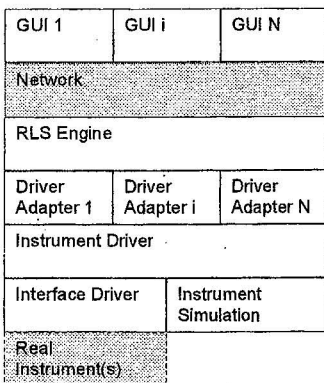 GUI 1 GUI i GUI N
Network
RLS Engine
Driver Adapter 1 Driver Adapter i Driver Adapter N
Instrument Driver
Interface Driver Instrument Simulation
Real Instrument(s)